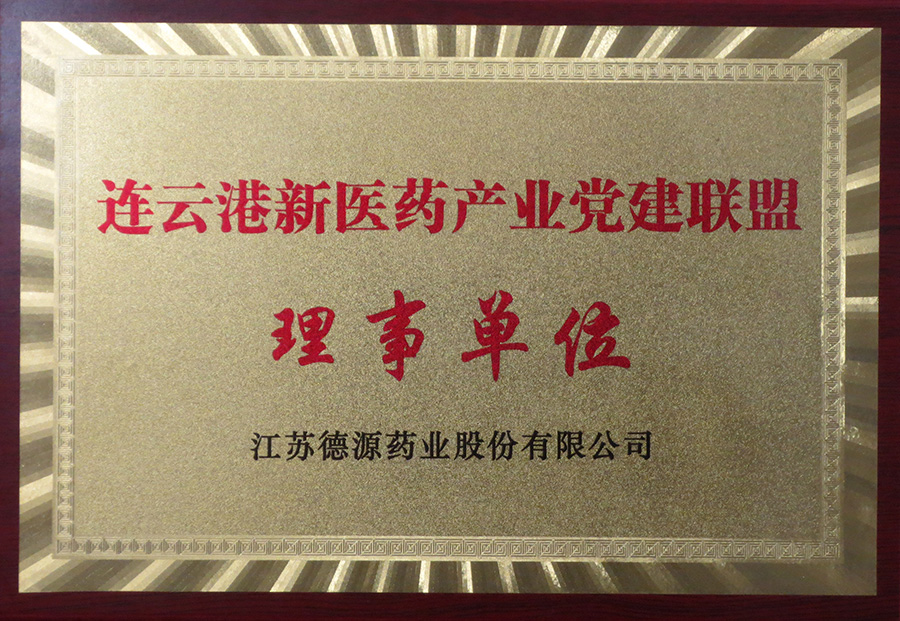 连云港新医药产业党建联盟
理事单位
江苏德源药业股份有限公司